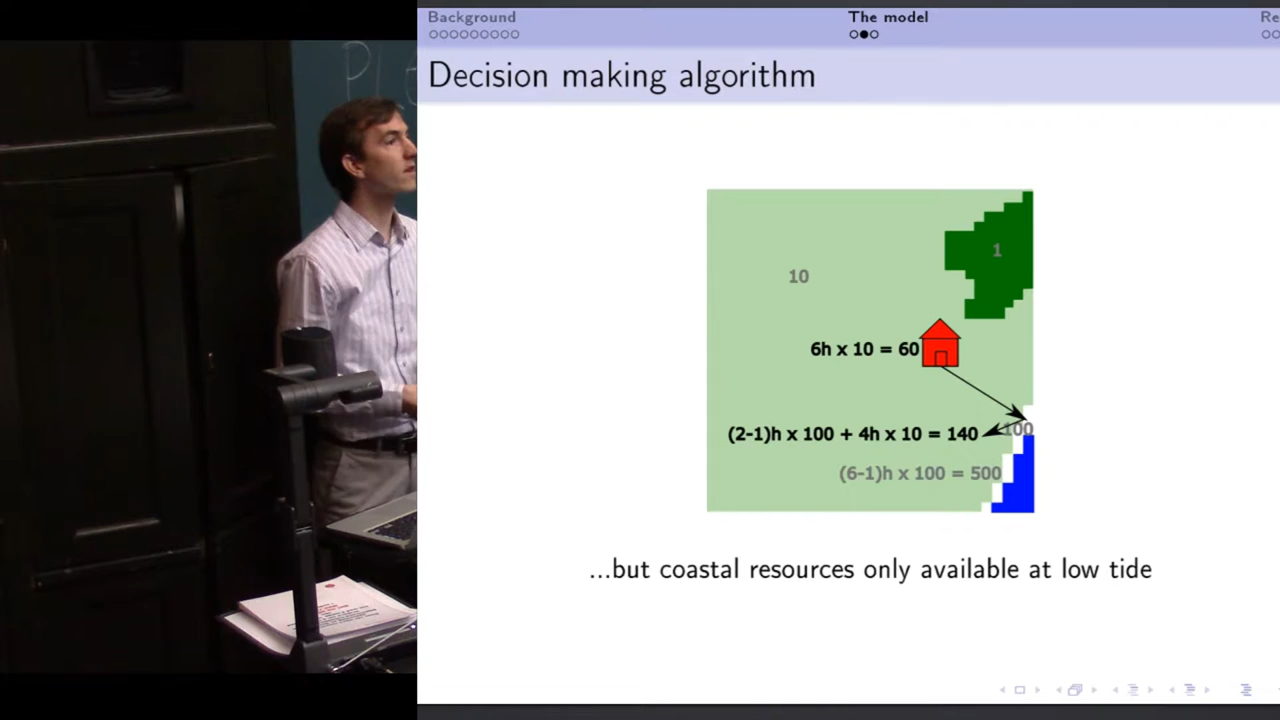 Background
The model
Re
Decision making algorithm
1
10
6h x 10 = 60
100
(2-1)h x 100 + 4h x 10 = 140
(6-1)h x 100 = 500
...but coastal resources only available at low tide